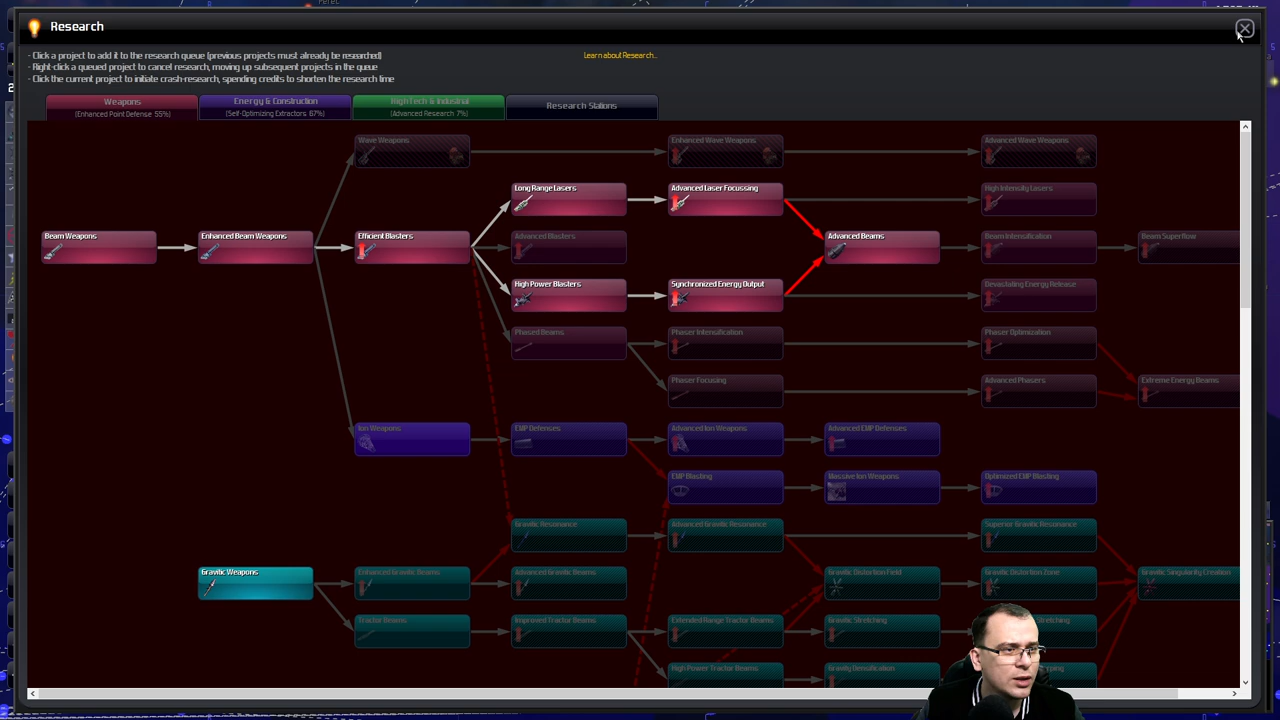 Research
- Click a project to add it to the research queue (previous projects must already be researched)
- Right-click a queued project to cancel research, moving up subsequent projects in the queue
- Click the current project to initiate crash-research, spending credits to shorten the research time
Learn about Research...
Weapons
(Enhanced Point Defense 55%)
Energy & Construction
(Self-Optimizing Extractors 67%)
HighTech & Industrial
(Advanced Research 7%)
Research Stations
Wave Weapons
Enhanced Wave Weapons
Advanced Wave Weapons
Long Range Lasers
Advanced Laser Focussing
High Intensity Lasers
Beam Weapons
Enhanced Beam Weapons
Efficient Blasters
Advanced Blasters
Advanced Beams
Beam Intensification
Beam Superflow
High Power Blasters
Synchronized Energy Output
Devastating Energy Release
Phased Beams
Phaser Intensification
Phaser Optimization
Phaser Focusing
Advanced Phasers
Extreme Energy Beams
Ion Weapons
EMP Defenses
Advanced Ion Weapons
Advanced EMP Defenses
EMP Blasting
Massive Ion Weapons
Optimized EMP Blasting
Gravitic Resonance
Advanced Gravitic Resonance
Superior Gravitic Resonance
Gravitic Weapons
Enhanced Gravitic Beams
Advanced Gravitic Beams
Gravitic Distortion Field
Gravitic Distortion Zone
Gravitic Singularity Creation
Tractor Beams
Improved Tractor Beams
Extended Range Tractor Beams
Gravitic Stretching
Stretching
High Power Tractor Beams
Gravity Densification